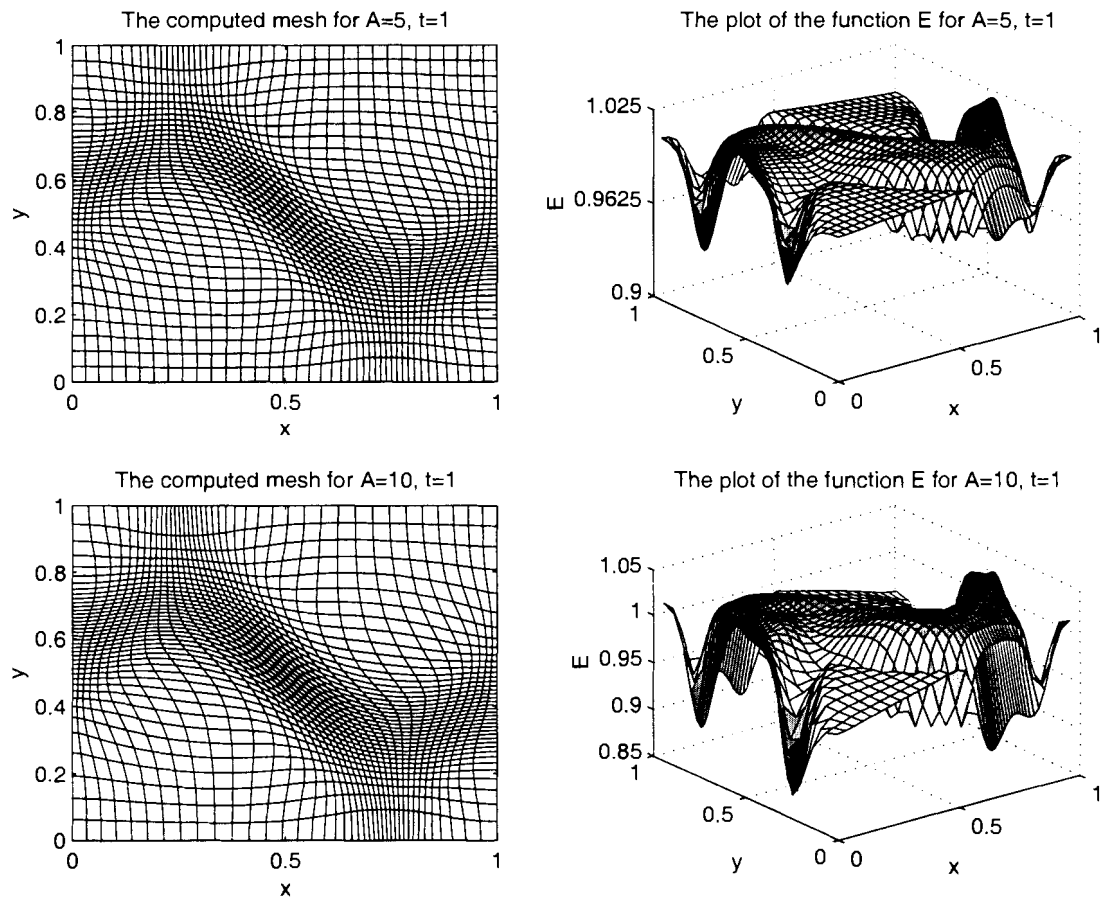 The computed mesh for A=5, t=1
1
0.8
0.6
y
0.4
0.2
0
0
0.5
1
x
The plot of the function E for A=5, t=1
1.025
E
0.9625
0.9
1
0.5
y
0
0
0.5
x
1
The computed mesh for A=10, t=1
1
0.8
0.6
y
0.4
0.2
0
0
0.5
1
x
The plot of the function E for A=10, t=1
1.05
1
E
0.95
0.9
0.85
1
0.5
y
0
0
0.5
x
1